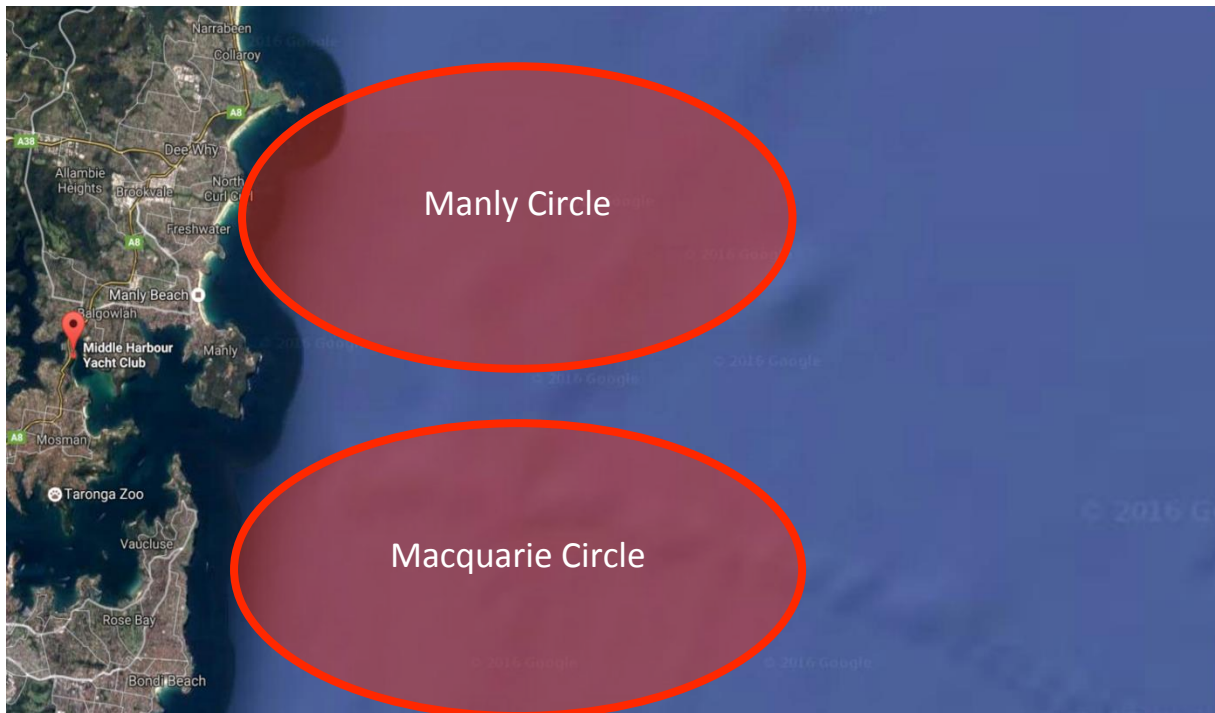 Narrabeen
© 2016 Google
Collaroy
A8
A38
Dee Why
Allambie
Heights
Brookvale
North
Curl Curl
Manly Circle
Freshwater
A8
© 2016 Google
Manly Beach
Balgowlah
Middle Harbour
Yacht Club
Manly
© 2016 Google
© 2016 Google
© 2016 Google
A8
Mosman
Taronga Zoo
© 2016 G
Vaucluse
Macquarie Circle
Rose Bay
Bondi Beach
© 2016 Google
© 2016 Google